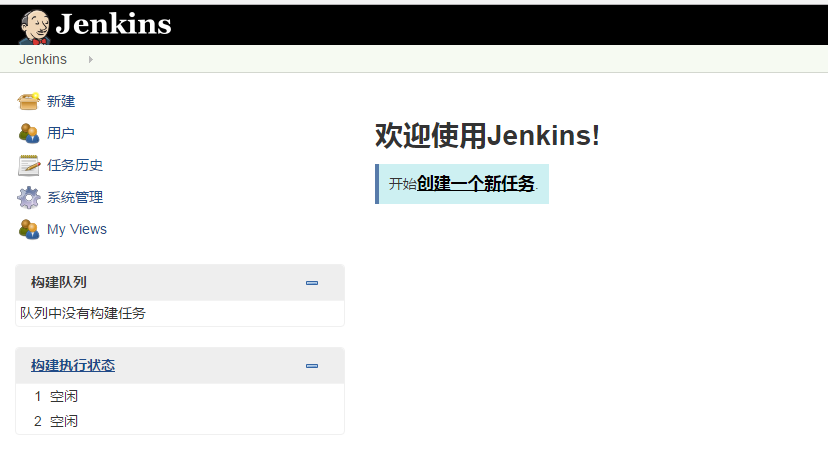 Jenkins
Jenkins
新建
用户
任务历史
系统管理
My Views
构建队列
队列中没有构建任务
构建执行状态
1 空闲
2 空闲
欢迎使用Jenkins!
开始创建一个新任务.